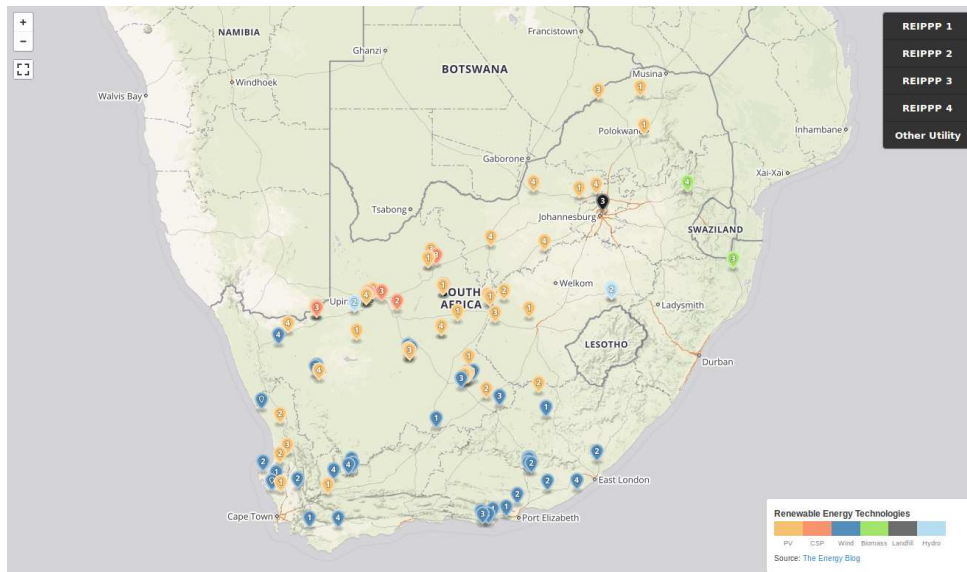 +
−
NAMIBIA
Francistown
Ghanzi
REIPPP 1
REIPPP 2
REIPPP 3
REIPPP 4
Other Utility
BOTSWANA
Musina
Windhoek
Walvis Bay
Polokwane
Inhambane
Gaborone
Xai-Xai
Tsabong
Johannesburg
SWAZILAND
Welkom
SOUTH
AFRICA
Ladysmith
LESOTHO
Durban
East London
Cape Town
Port Elizabeth
Renewable Energy Technologies
PV CSP Wind Biomass Landfill Hydro
Source: The Energy Blog